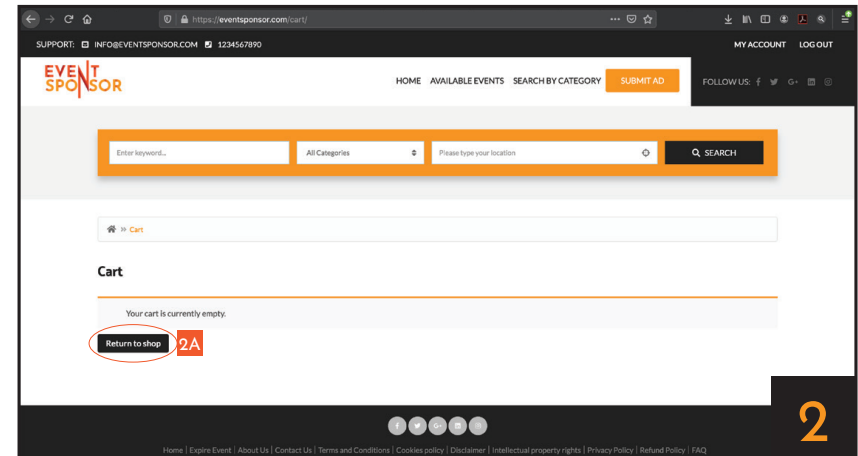 https://eventsponsor.com/cart/
SUPPORT: INFO@EVENTSPONSOR.COM 1234567890 MY ACCOUNT LOG OUT
EVENT
SPONSOR
HOME AVAILABLE EVENTS SEARCH BY CATEGORY SUBMIT AD FOLLOW US:
Enter keyword... All Categories Please type your location SEARCH
» Cart
Cart
Your cart is currently empty.
Return to shop 2A
2
Home | Expire Event | About Us | Contact Us | Terms and Conditions | Cookies policy | Disclaimer | Intellectual property rights | Privacy Policy | Refund Policy | FAQ